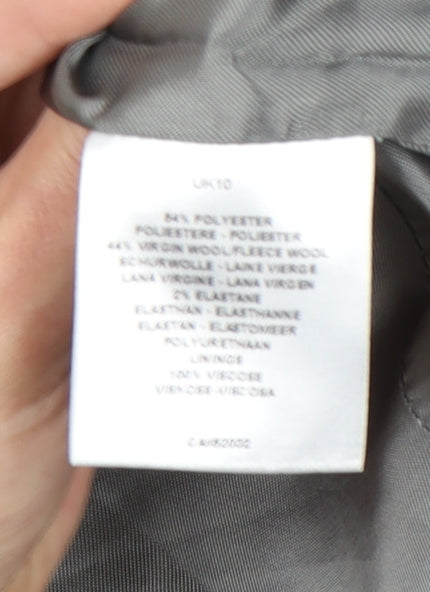 UK10
54% POLYESTER
POLIESTERE - POLIESTER
44% VIRGIN WOOL/FLEECE WOOL
SCHURWOLLE - LAINE VIERGE
LANA VIRGINE - LANA VIRGEN
2% ELASTANE
ELASTHAN - ELASTHANNE
ELASTAN - ELASTOMEER
POLYURETHAAN
LININGS
100% VISCOSE
VISKOSE-VISCOSA